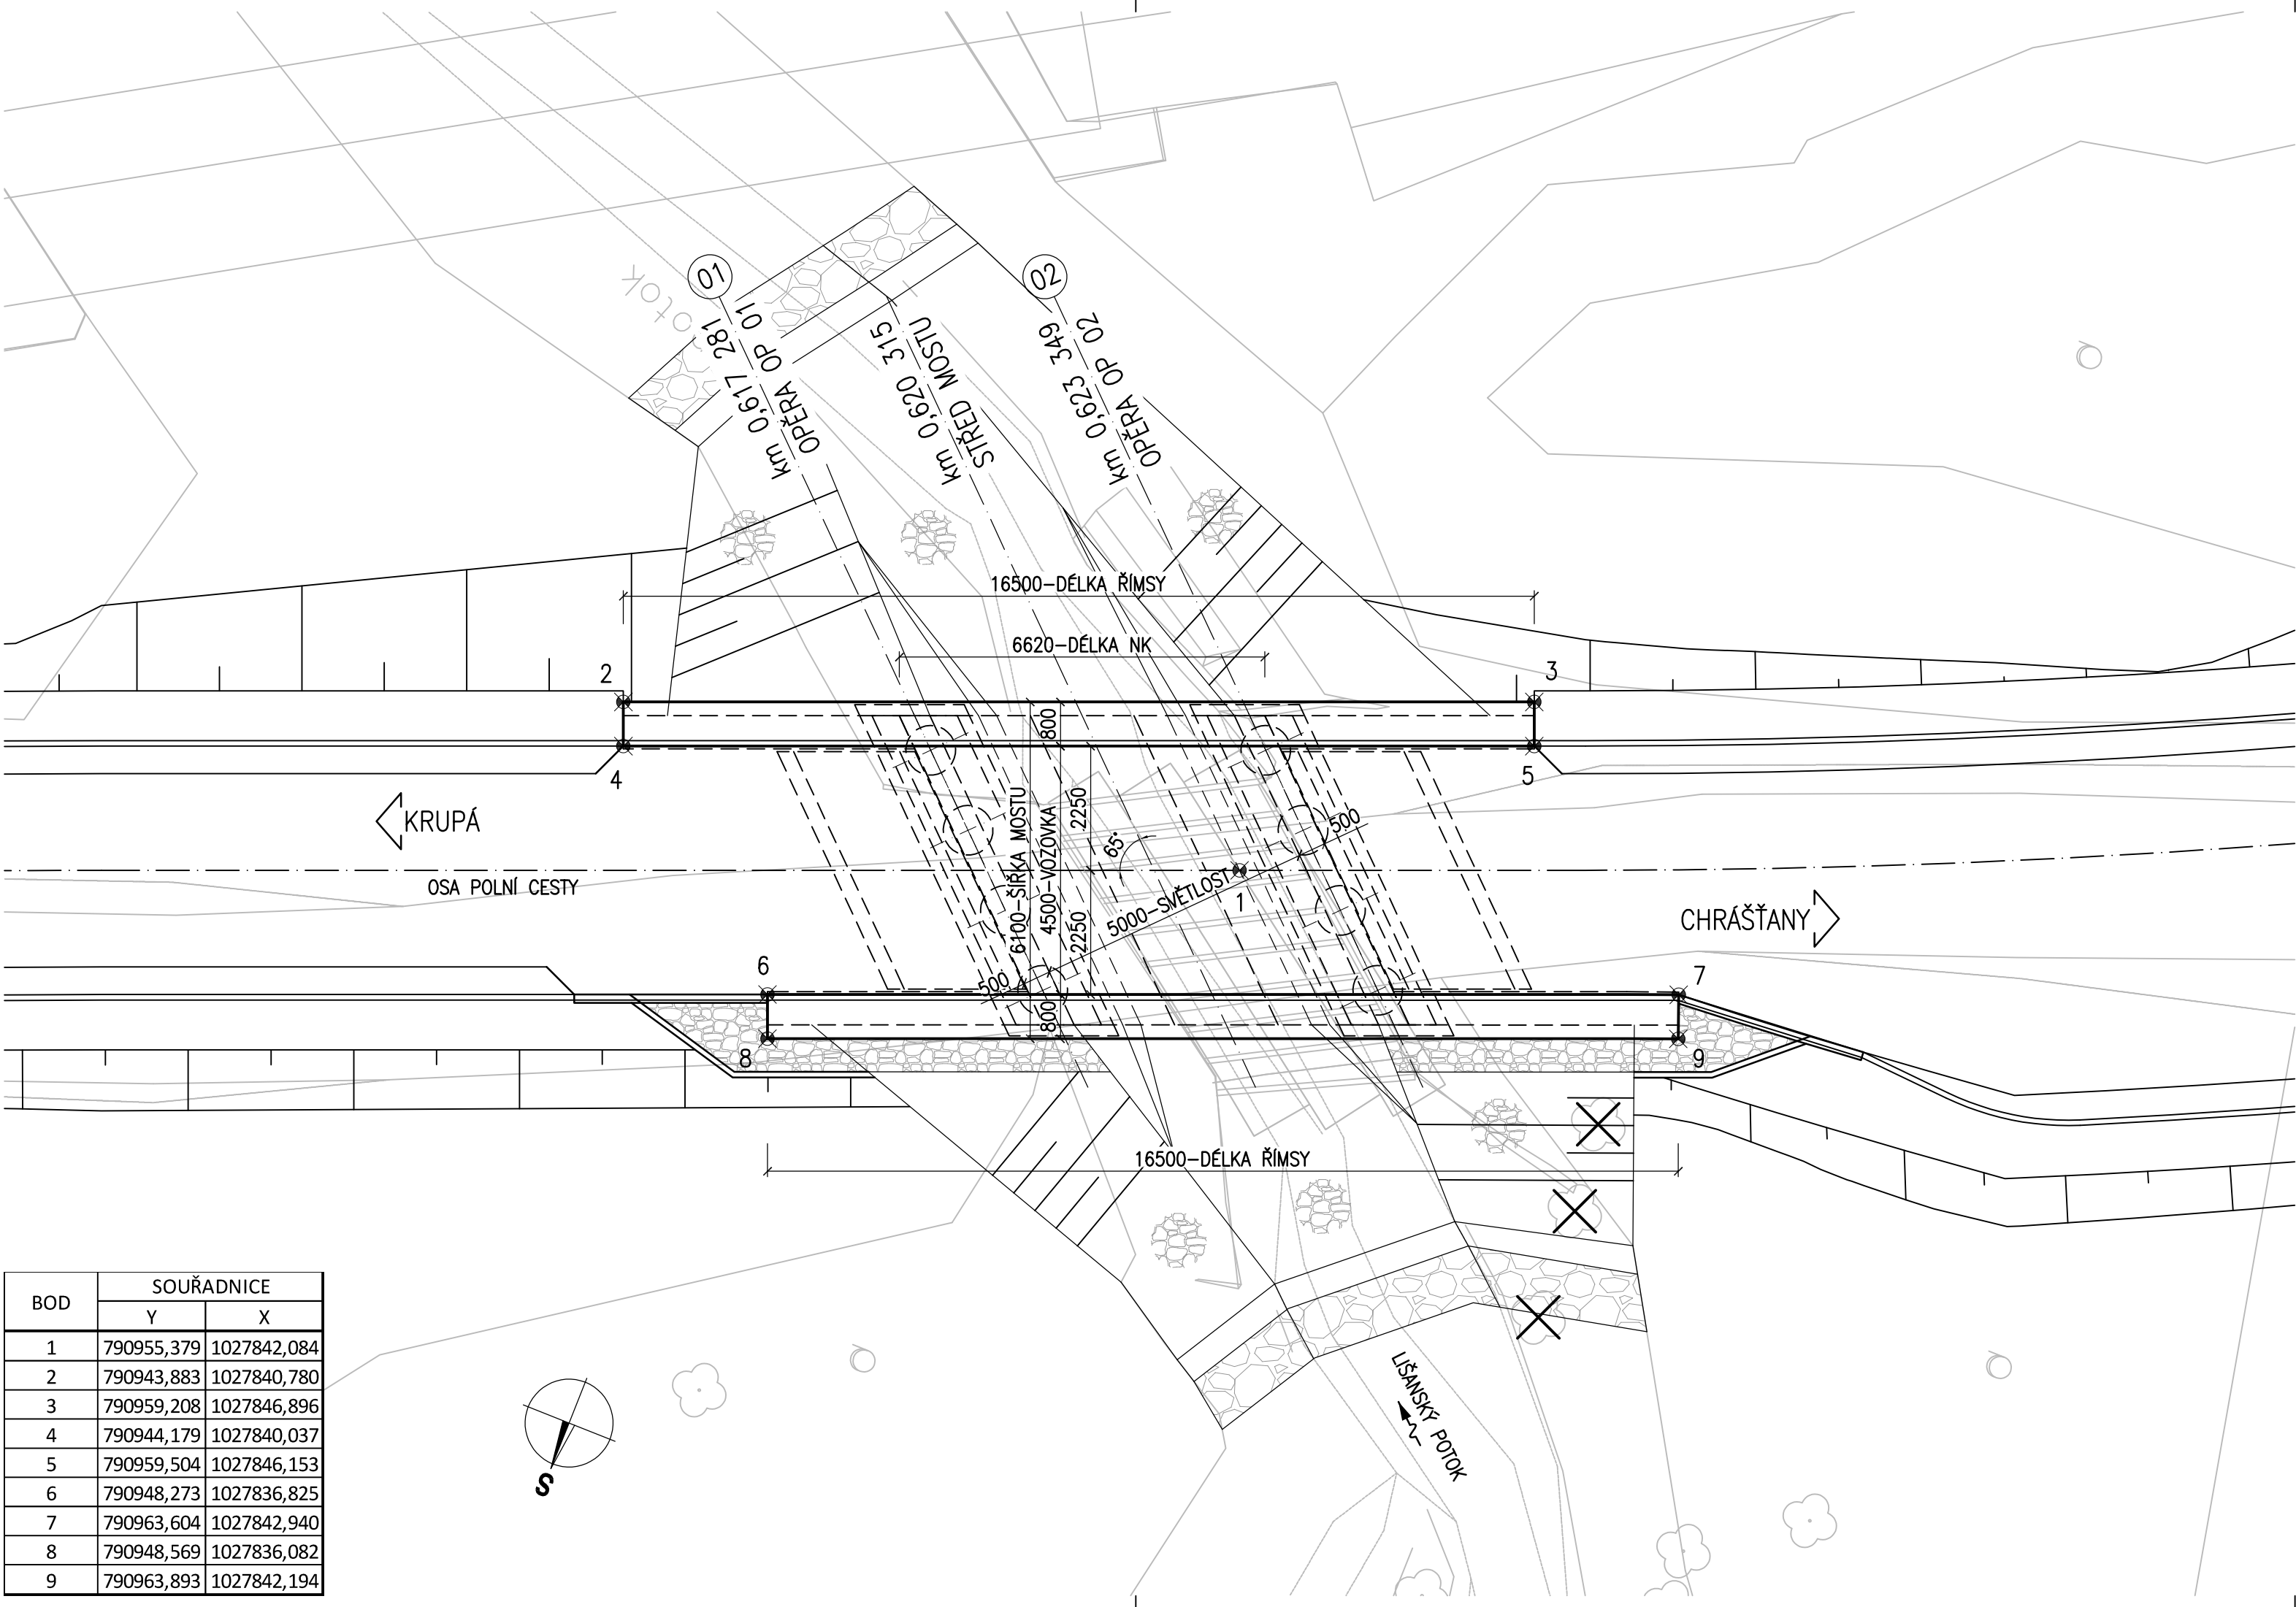 otok
01
02
km 0,617 281
OPĚRA OP 01
km 0,620 315
STŘED MOSTU
km 0,623 349
OPĚRA OP 02
16500-DÉLKA ŘÍMSY
6620-DÉLKA NK
2
3
800
4
5
KRUPÁ
6100-ŠÍŘKA MOSTU
4500-VOZOVKA
2250
2250
65°
500
OSA POLNÍ CESTY
5000-SVĚTLOST
1
CHRÁŠŤANY
6
7
500
800
8
9
16500-DÉLKA ŘÍMSY
BOD SOUŘADNICE
Y X
1 790955,379 1027842,084
2 790943,883 1027840,780
3 790959,208 1027846,896
4 790944,179 1027840,037
5 790959,504 1027846,153
6 790948,273 1027836,825
7 790963,604 1027842,940
8 790948,569 1027836,082
9 790963,893 1027842,194
S
LIŠANSKÝ POTOK